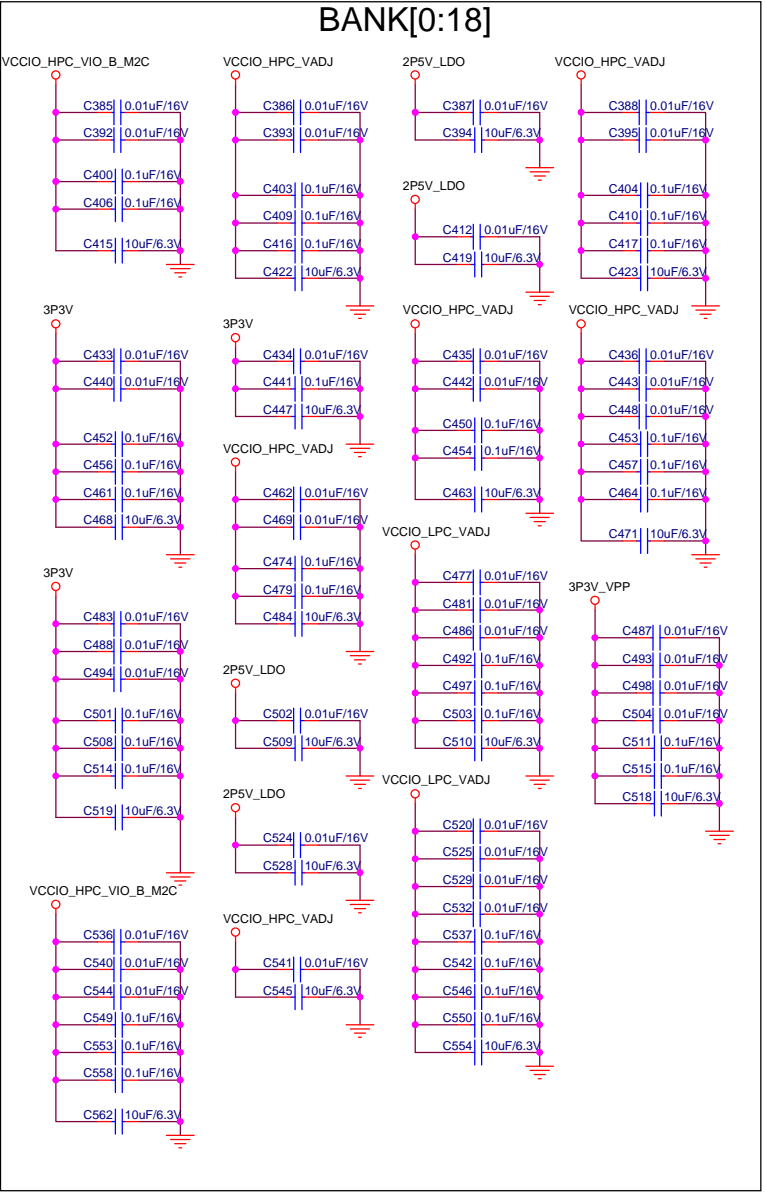 BANK[0:18]
VCCIO_HPC_VIO_B_M2C
C385 0.01uF/16V
C392 0.01uF/16V
C400 0.1uF/16V
C406 0.1uF/16V
C415 10uF/6.3V
VCCIO_HPC_VADJ
C386 0.01uF/16V
C393 0.01uF/16V
C403 0.1uF/16V
C409 0.1uF/16V
C416 0.1uF/16V
C422 10uF/6.3V
2P5V_LDO
C387 0.01uF/16V
C394 10uF/6.3V
2P5V_LDO
C412 0.01uF/16V
C419 10uF/6.3V
VCCIO_HPC_VADJ
C388 0.01uF/16V
C395 0.01uF/16V
C404 0.1uF/16V
C410 0.1uF/16V
C417 0.1uF/16V
C423 10uF/6.3V
3P3V
C433 0.01uF/16V
C440 0.01uF/16V
C452 0.1uF/16V
C456 0.1uF/16V
C461 0.1uF/16V
C468 10uF/6.3V
3P3V
C434 0.01uF/16V
C441 0.1uF/16V
C447 10uF/6.3V
VCCIO_HPC_VADJ
C462 0.01uF/16V
C469 0.01uF/16V
C474 0.1uF/16V
C479 0.1uF/16V
C484 10uF/6.3V
VCCIO_HPC_VADJ
C435 0.01uF/16V
C442 0.01uF/16V
C450 0.1uF/16V
C454 0.1uF/16V
C463 10uF/6.3V
VCCIO_HPC_VADJ
C436 0.01uF/16V
C443 0.01uF/16V
C448 0.01uF/16V
C453 0.1uF/16V
C457 0.1uF/16V
C464 0.1uF/16V
C471 10uF/6.3V
3P3V
C483 0.01uF/16V
C488 0.01uF/16V
C494 0.01uF/16V
C501 0.1uF/16V
C508 0.1uF/16V
C514 0.1uF/16V
C519 10uF/6.3V
2P5V_LDO
C502 0.01uF/16V
C509 10uF/6.3V
2P5V_LDO
C524 0.01uF/16V
C528 10uF/6.3V
VCCIO_LPC_VADJ
C477 0.01uF/16V
C481 0.01uF/16V
C486 0.01uF/16V
C492 0.1uF/16V
C497 0.1uF/16V
C503 0.1uF/16V
C510 10uF/6.3V
3P3V_VPP
C487 0.01uF/16V
C493 0.01uF/16V
C498 0.01uF/16V
C504 0.01uF/16V
C511 0.1uF/16V
C515 0.1uF/16V
C518 10uF/6.3V
VCCIO_HPC_VIO_B_M2C
C536 0.01uF/16V
C540 0.01uF/16V
C544 0.01uF/16V
C549 0.1uF/16V
C553 0.1uF/16V
C558 0.1uF/16V
C562 10uF/6.3V
VCCIO_HPC_VADJ
C541 0.01uF/16V
C545 10uF/6.3V
VCCIO_LPC_VADJ
C520 0.01uF/16V
C525 0.01uF/16V
C529 0.01uF/16V
C532 0.01uF/16V
C537 0.1uF/16V
C542 0.1uF/16V
C546 0.1uF/16V
C550 0.1uF/16V
C554 10uF/6.3V